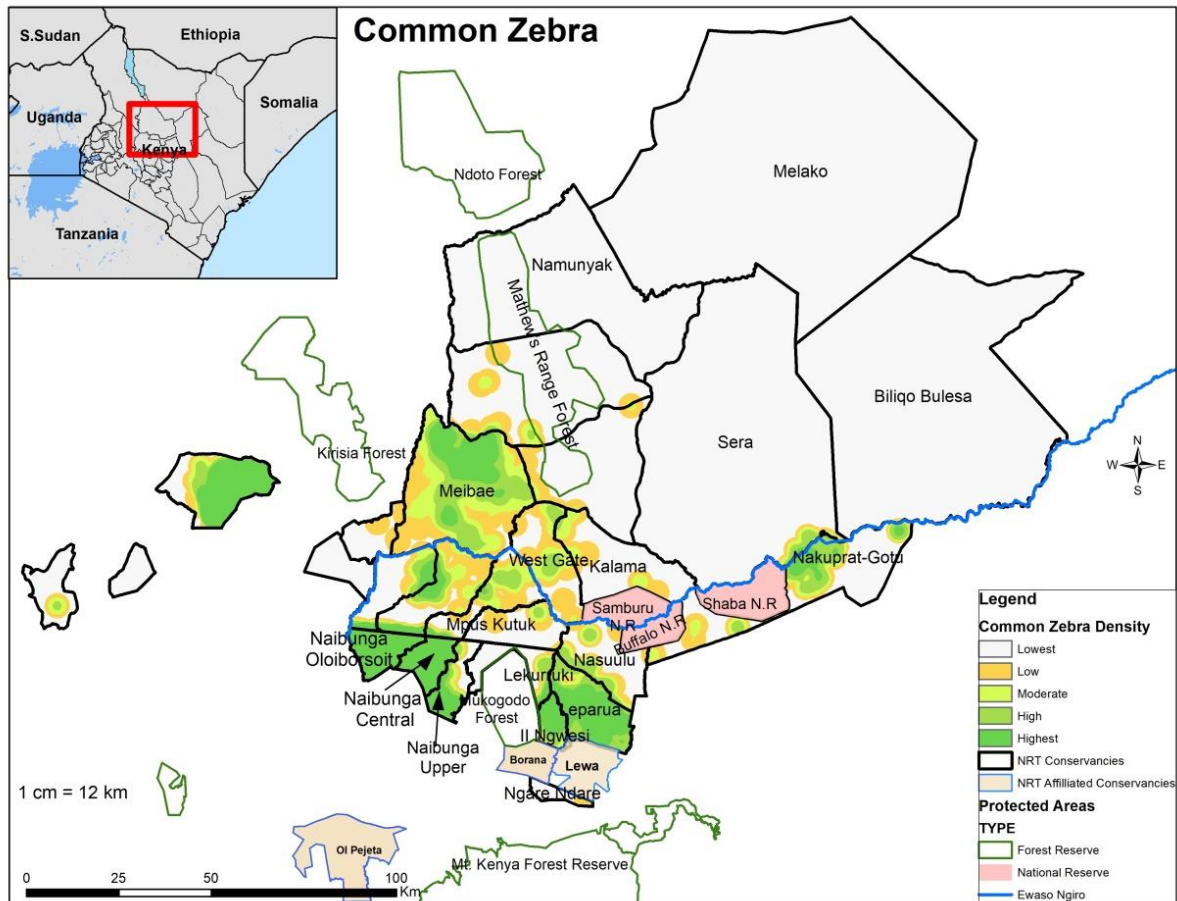 Common Zebra
S.Sudan
Ethiopia
Somalia
Uganda
Kenya
Tanzania
Ndoto Forest
Melako
Namunyak
Mathew's Range Forest
Biliqo Bulesa
Sera
Kirisia Forest
N
W E
S
Meibae
West Gate
Kalama
Nakuprat-Gotu
Samburu
N.R
Shaba N.R
Buffalo N.R
Mpus Kutuk
Naibunga
Oloiborsoit
Nasuulu
Lekurruki
Naibunga
Central
Mukogodo
Forest
Leparua
Il Ngwesi
Naibunga
Upper
Borana
Lewa
Ngare Ndare
1 cm = 12 km
Ol Pejeta
Mt. Kenya Forest Reserve
0 25 50 100
Km
Legend
Common Zebra Density
Lowest
Low
Moderate
High
Highest
NRT Conservancies
NRT Affilliated Conservancies
Protected Areas
TYPE
Forest Reserve
National Reserve
Ewaso Ngiro